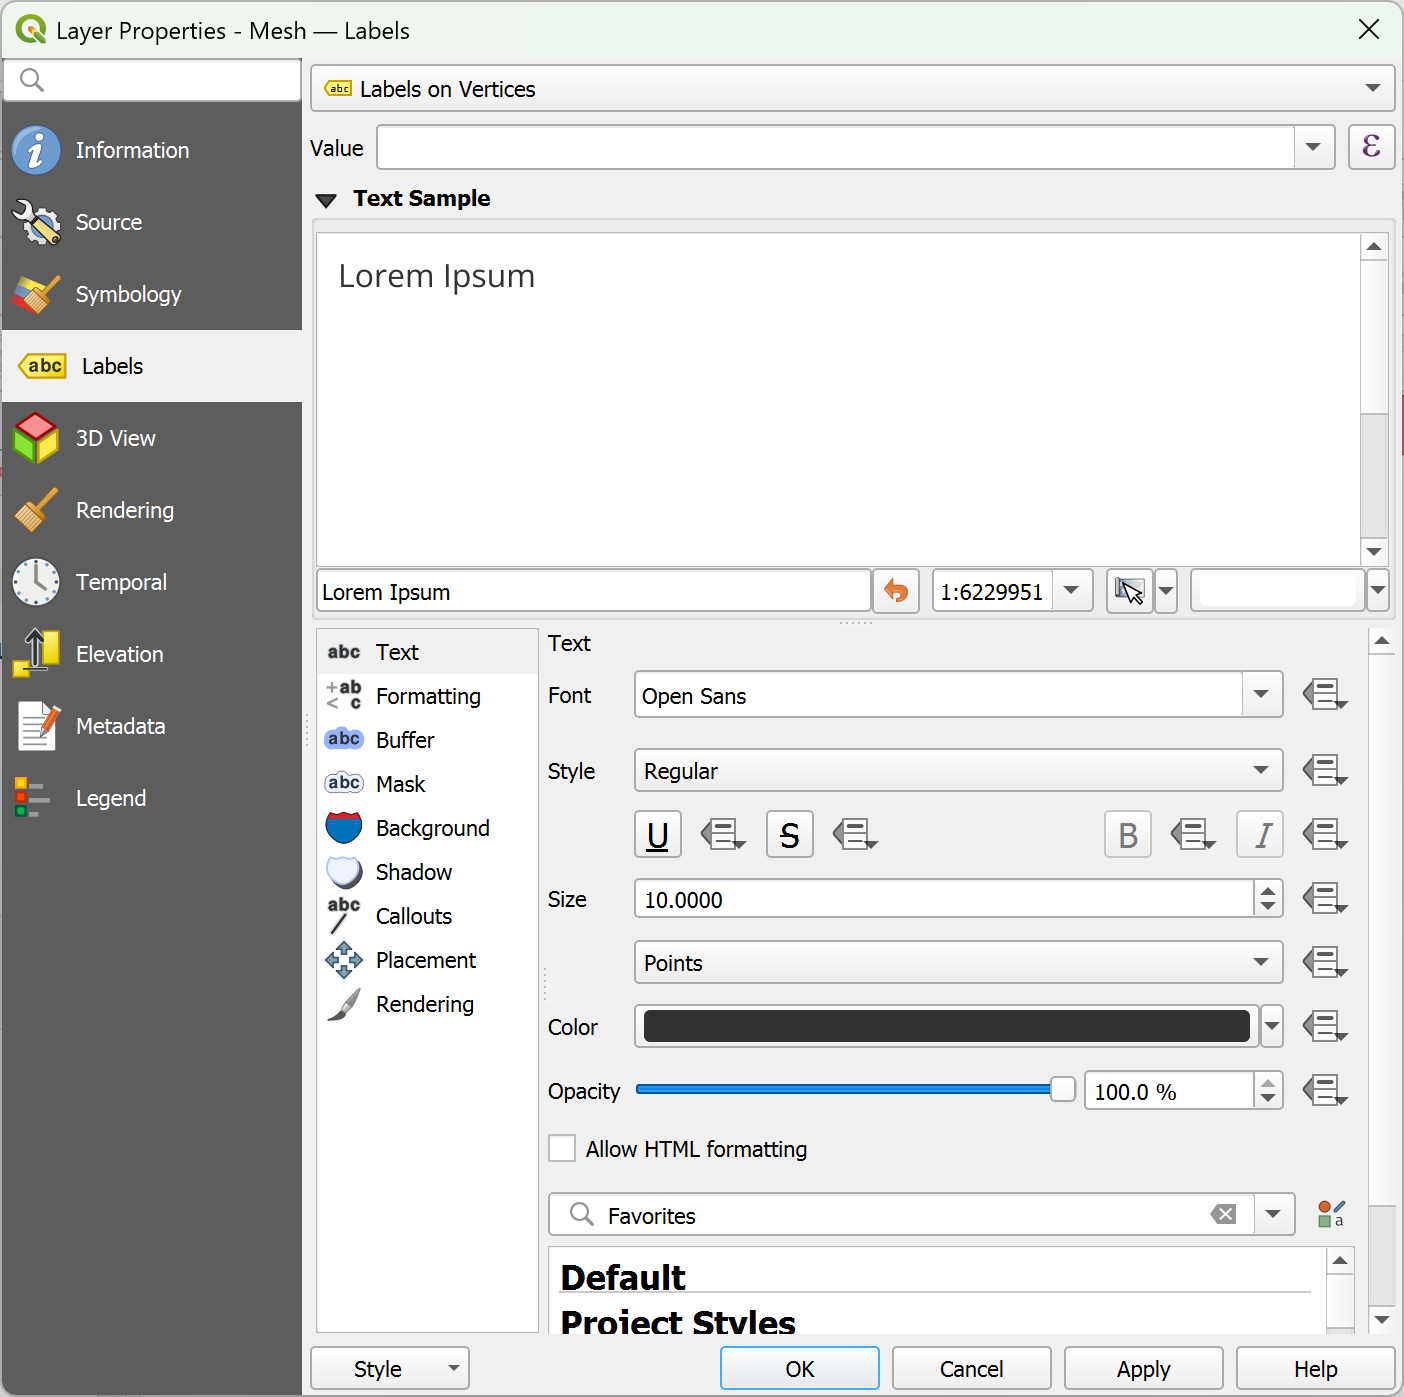 Layer Properties - Mesh — Labels
Information
Source
Symbology
abc Labels
3D View
Rendering
Temporal
Elevation
Metadata
Legend
abc Labels on Vertices
Value
ε
Text Sample
Lorem Ipsum
Lorem Ipsum
1:6229951
abc Text
+ab
< c Formatting
abc Buffer
abc Mask
Background
Shadow
abc Callouts
Placement
Rendering
Text
Font Open Sans
Style Regular
U S B I
Size 10.0000
Points
Color
Opacity 100.0 %
Allow HTML formatting
Favorites
a
Default
Project Styles
Style OK Cancel Apply Help